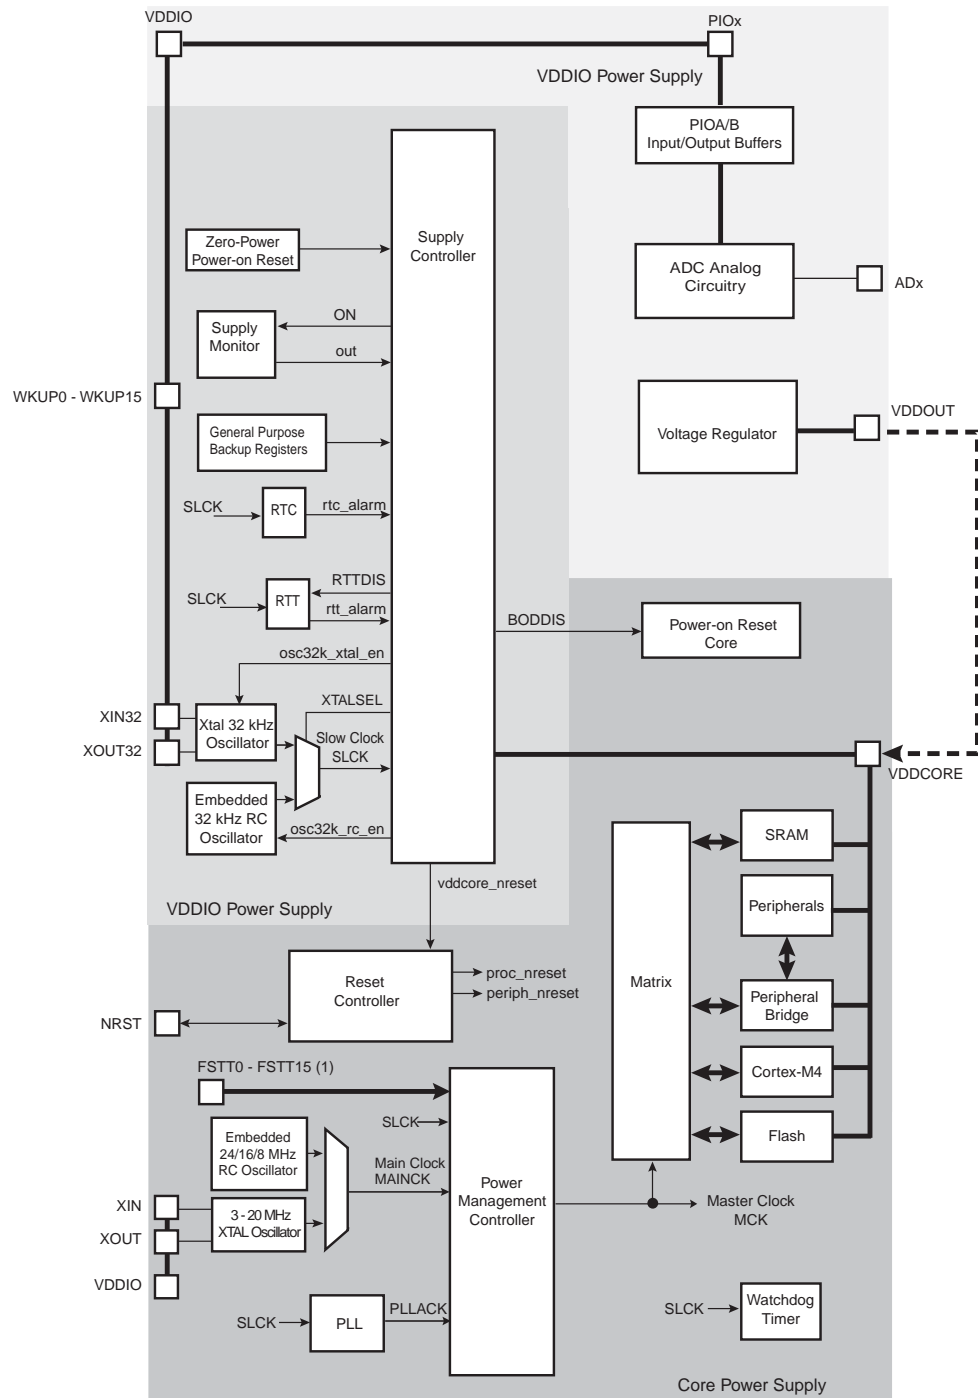 VDDIO
PIOx
VDDIO Power Supply
PIOA/B
Input/Output Buffers
Supply
Controller
Zero-Power
Power-on Reset
ADC Analog
Circuitry
ADx
ON
Supply
Monitor
out
WKUP0 - WKUP15
VDDOUT
General Purpose
Backup Registers
Voltage Regulator
SLCK
RTC
rtc_alarm
RTTDIS
SLCK
RTT
rtt_alarm
BODDIS
Power-on Reset
Core
osc32k_xtal_en
XTALSEL
XIN32
Xtal 32 kHz
Oscillator
XOUT32
Slow Clock
SLCK
VDDCORE
Embedded
32 kHz RC
Oscillator
osc32k_rc_en
SRAM
vddcore_nreset
VDDIO Power Supply
Peripherals
Reset
Controller
proc_nreset
periph_nreset
Matrix
Peripheral
Bridge
NRST
FSTT0 - FSTT15 (1)
Cortex-M4
SLCK
Flash
Embedded
24/16/8 MHz
RC Oscillator
Main Clock
MAINCK
Power
Management
Controller
XIN
3 - 20 MHz
XTAL Oscillator
Master Clock
MCK
XOUT
VDDIO
SLCK
PLL
PLLACK
SLCK
Watchdog
Timer
Core Power Supply